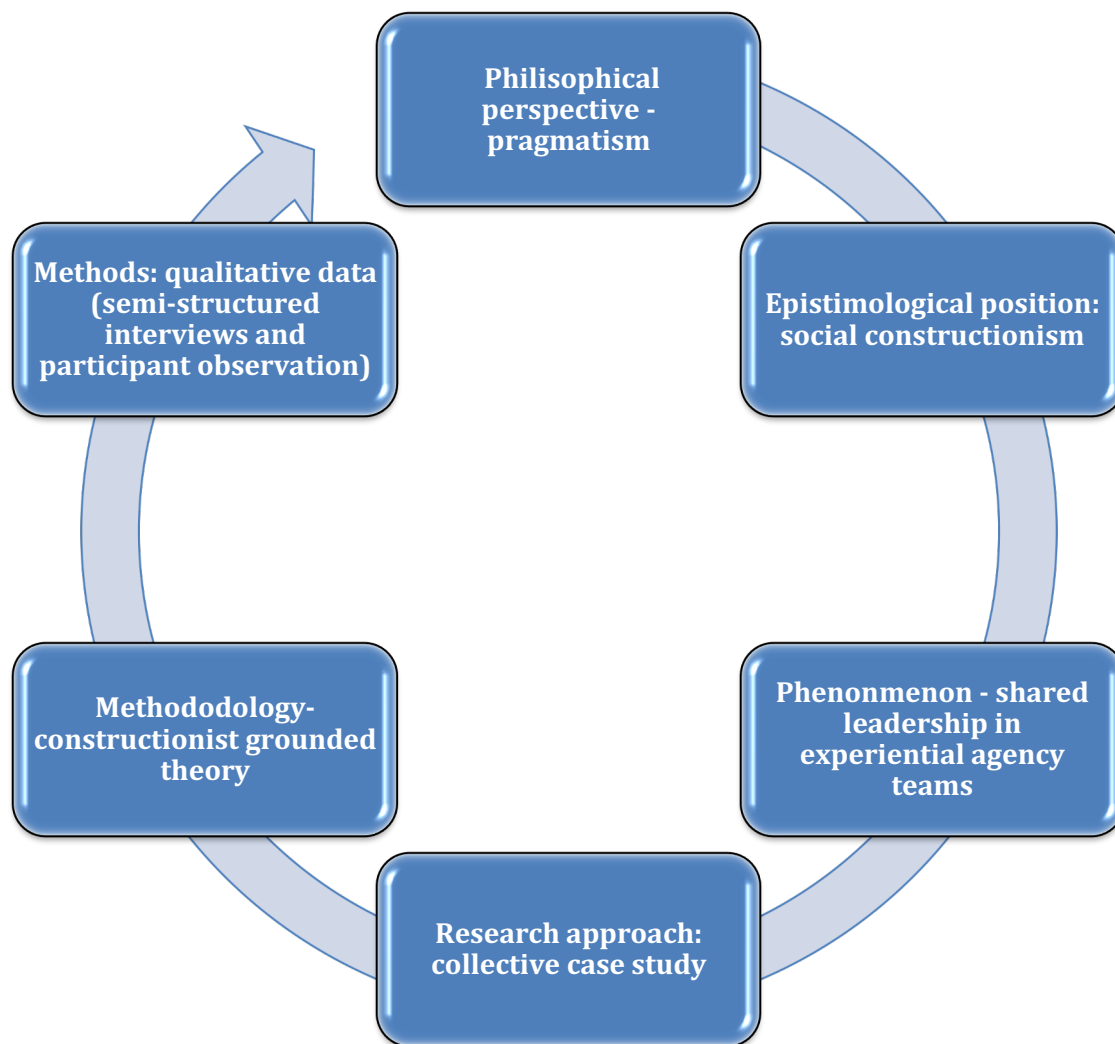 Philisophical
perspective -
pragmatism
Epistimological position:
social constructionism
Phenonmenon - shared
leadership in
experiential agency
teams
Research approach:
collective case study
Methododology-
constructionist grounded
theory
Methods: qualitative data
(semi-structured
interviews and
participant observation)